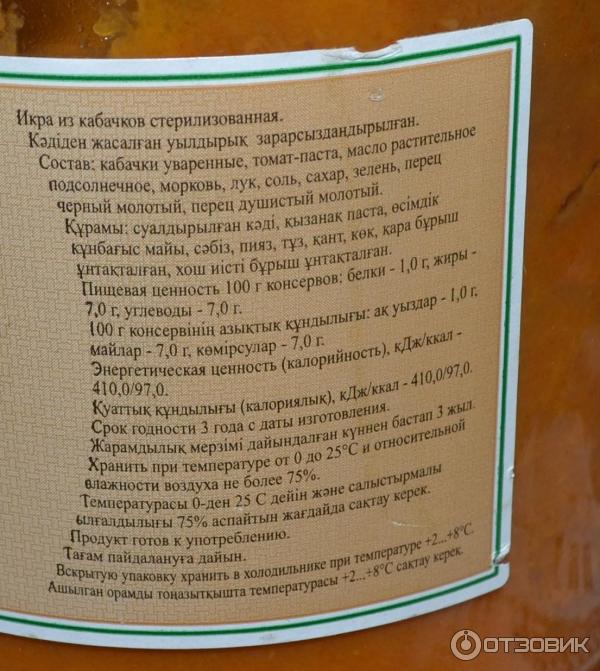 Икра из кабачков стерилизованная.
Кәдіден жасалған уылдырық зарарсыздандырылған.
Состав: кабачки уваренные, томат-паста, масло растительное
подсолнечное, морковь, лук, соль, сахар, зелень, перец
черный молотый, перец душистый молотый.
Құрамы: суалдырылған кәді, қызанақ паста, өсімдік
күнбағыс майы, сәбіз, пияз, тұз, қант, көк, қара бұрыш
ұнтақталған, хош иісті бұрыш ұнтақталған.
Пищевая ценность 100 г консервов: белки - 1,0 г, жиры -
7,0 г, углеводы - 7,0 г.
100 г консервінің азықтық құндылығы: ақ уыздар - 1,0 г,
майлар - 7,0 г, көмірсулар - 7,0 г.
Энергетическая ценность (калорийность), кДж/ккал -
410,0/97,0.
Қуаттық құндылығы (калориялық), кДж/ккал - 410,0/97,0.
Срок годности 3 года с даты изготовления.
Жарамдылық мерзімі дайындалған күннен бастап 3 жыл.
Хранить при температуре от 0 до 25°С и относительной
влажности воздуха не более 75%.
Температурасы 0-ден 25 С дейін және салыстырмалы
ылғалдылығы 75% аспайтын жағдайда сақтау керек.
Продукт готов к употреблению.
Тағам пайдалануға дайын.
Вскрытую упаковку хранить в холодильнике при температуре +2...+8°С.
Ашылған орамды тоңазытқышта температурасы +2...+8°С сақтау керек.
ОТЗОВИК